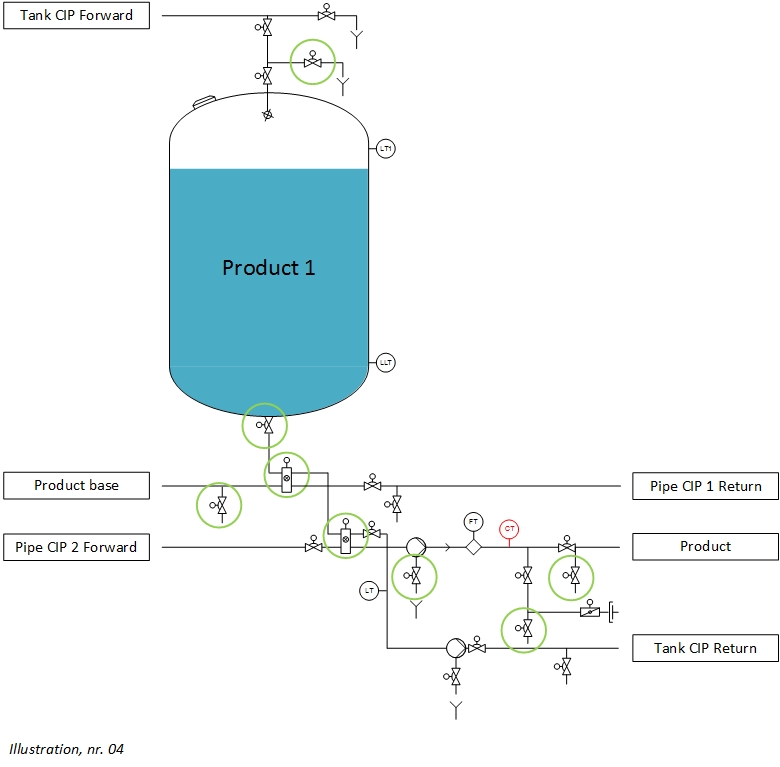 Tank CIP Forward
LT1
Product 1
LLT
Product base
Pipe CIP 1 Return
FT
CT
Pipe CIP 2 Forward
Product
LT
Tank CIP Return
Illustration, nr. 04